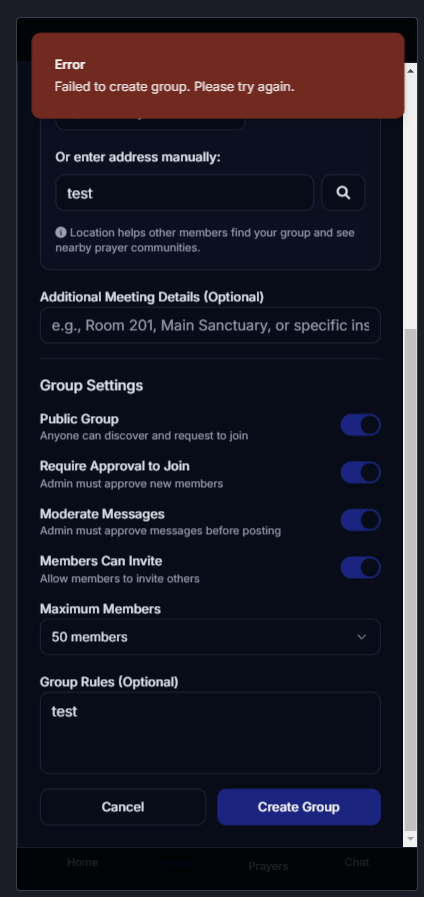 Error
Failed to create group. Please try again.
Or enter address manually:
test
Location helps other members find your group and see
nearby prayer communities.
Additional Meeting Details (Optional)
e.g., Room 201, Main Sanctuary, or specific ins
Group Settings
Public Group
Anyone can discover and request to join
Require Approval to Join
Admin must approve new members
Moderate Messages
Admin must approve messages before posting
Members Can Invite
Allow members to invite others
Maximum Members
50 members
Group Rules (Optional)
test
Cancel
Create Group
Home
Prayers
Chat